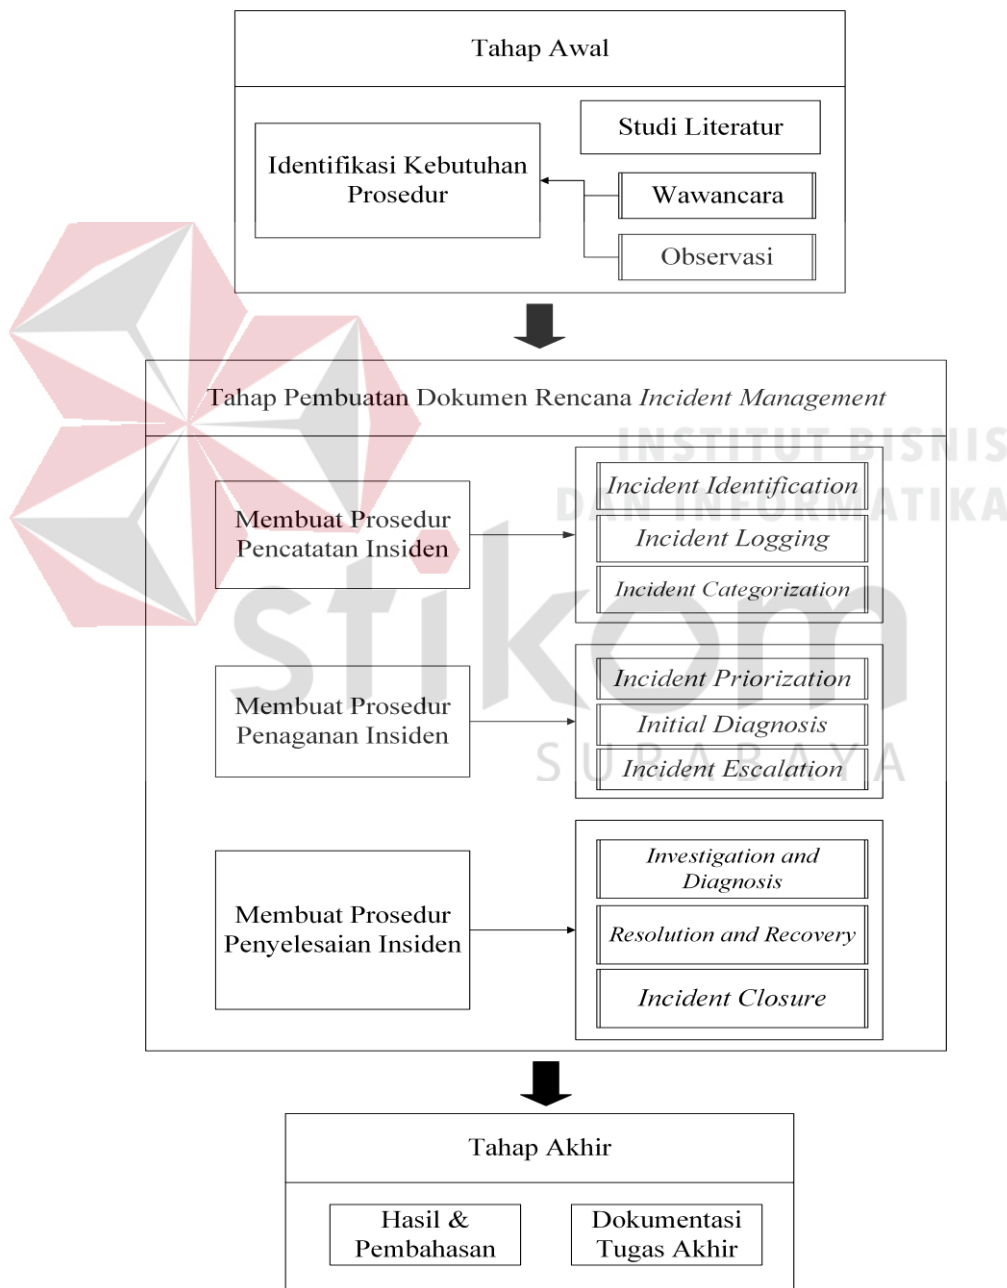 Tahap Awal
Identifikasi Kebutuhan
Prosedur
Studi Literatur
Wawancara
Observasi
Tahap Pembuatan Dokumen Rencana Incident Management
INSTITUT BISNIS
DAN INFORMATIKA
stikom
SURABAYA
Membuat Prosedur
Pencatatan Insiden
Incident Identification
Incident Logging
Incident Categorization
Membuat Prosedur
Penaganan Insiden
Incident Priorization
Initial Diagnosis
Incident Escalation
Membuat Prosedur
Penyelesaian Insiden
Investigation and
Diagnosis
Resolution and Recovery
Incident Closure
Tahap Akhir
Hasil &
Pembahasan
Dokumentasi
Tugas Akhir